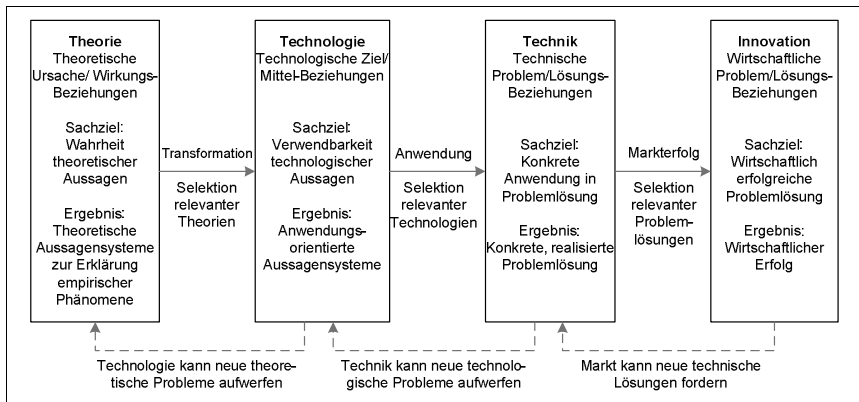 Theorie
Theoretische
Ursache/ Wirkungs-
Beziehungen
Sachziel:
Wahrheit
theoretischer
Aussagen
Ergebnis:
Theoretische
Aussagensysteme
zur Erklärung
empirischer
Phänomene
Transformation
Selektion
relevanter
Theorien
Technologie
Technologische Ziel/
Mittel-Beziehungen
Sachziel:
Verwendbarkeit
technologischer
Aussagen
Ergebnis:
Anwendungs-
orientierte
Aussagensysteme
Anwendung
Selektion
relevanter
Technologien
Technik
Technische
Problem/Lösungs-
Beziehungen
Sachziel:
Konkrete
Anwendung in
Problemlösung
Ergebnis:
Konkrete, realisierte
Problemlösung
Markterfolg
Selektion
relevanter
Problem-
lösungen
Innovation
Wirtschaftliche
Problem/Lösungs-
Beziehungen
Sachziel:
Wirtschaftlich
erfolgreiche
Problemlösung
Ergebnis:
Wirtschaftlicher
Erfolg
Technologie kann neue theore-
tische Probleme aufwerfen
Technik kann neue technolo-
gische Probleme aufwerfen
Markt kann neue technische
Lösungen fordern